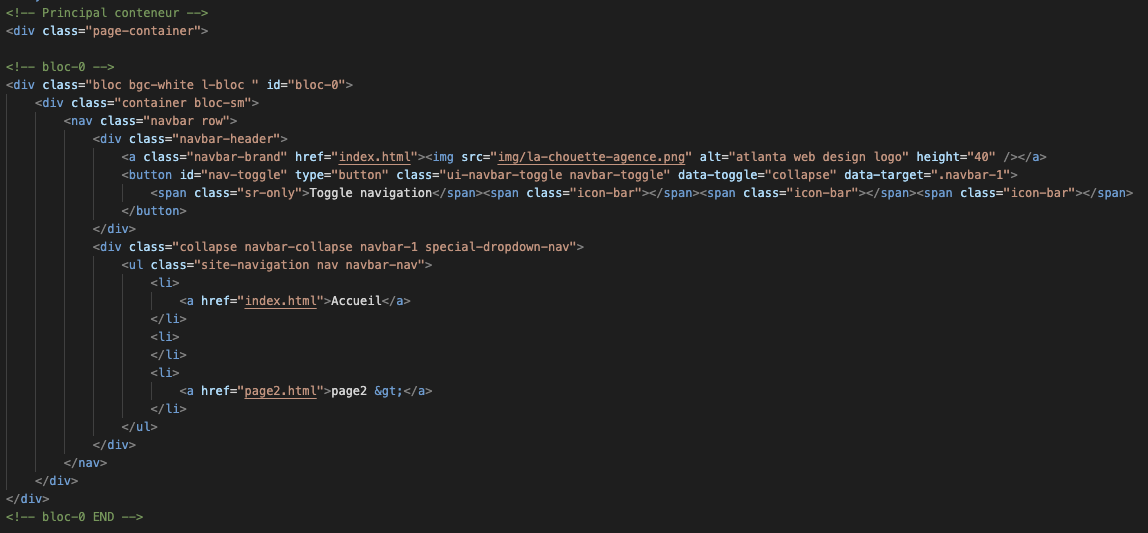 <!-- Principal conteneur -->
<div class="page-container">
<!-- bloc-0 -->
<div class="bloc bgc-white l-bloc " id="bloc-0">
<div class="container bloc-sm">
<nav class="navbar row">
<div class="navbar-header">
<a class="navbar-brand" href="index.html"><img src="img/la-chouette-agence.png" alt="atlanta web design logo" height="40" /></a>
<button id="nav-toggle" type="button" class="ui-navbar-toggle navbar-toggle" data-toggle="collapse" data-target=".navbar-1">
<span class="sr-only">Toggle navigation</span><span class="icon-bar"></span><span class="icon-bar"></span><span class="icon-bar"></span>
</button>
</div>
<div class="collapse navbar-collapse navbar-1 special-dropdown-nav">
<ul class="site-navigation nav navbar-nav">
<li>
<a href="index.html">Accueil</a>
</li>
<li>
</li>
<li>
<a href="page2.html">page2 &gt;</a>
</li>
</ul>
</div>
</nav>
</div>
</div>
<!-- bloc-0 END -->